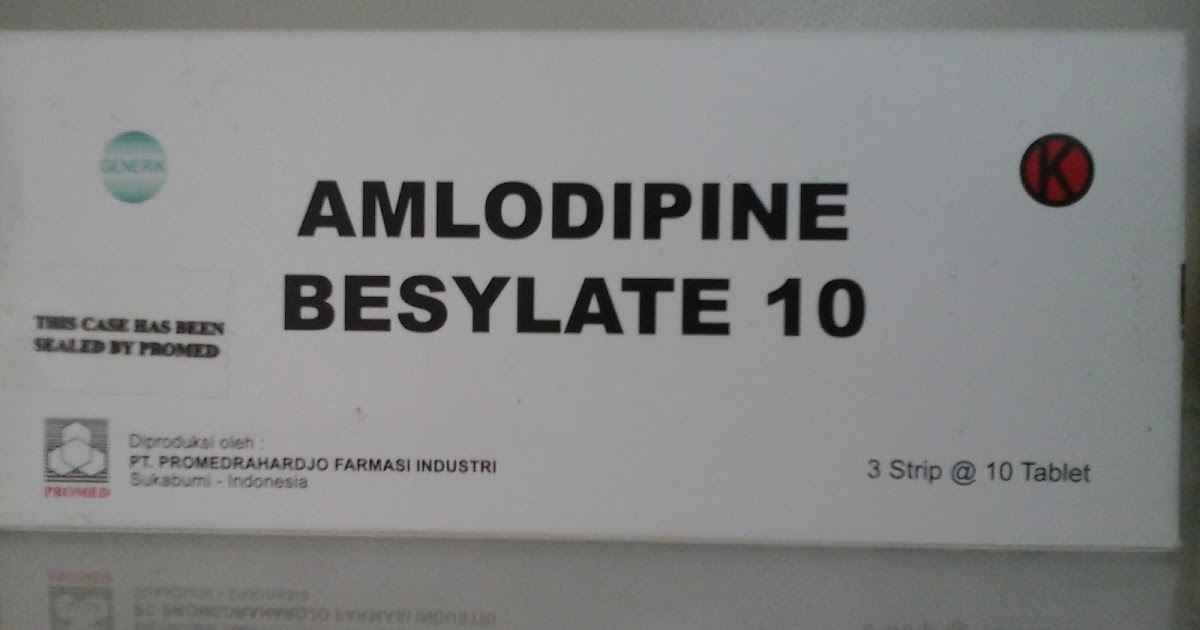 GENERIK
K
AMLODIPINE
BESYLATE 10
THIS CASE HAS BEEN
SEALED BY PROMED
PROMED
Diproduksi oleh :
PT. PROMEDRAHARDJO FARMASI INDUSTRI
Sukabumi - Indonesia
3 Strip @ 10 Tablet